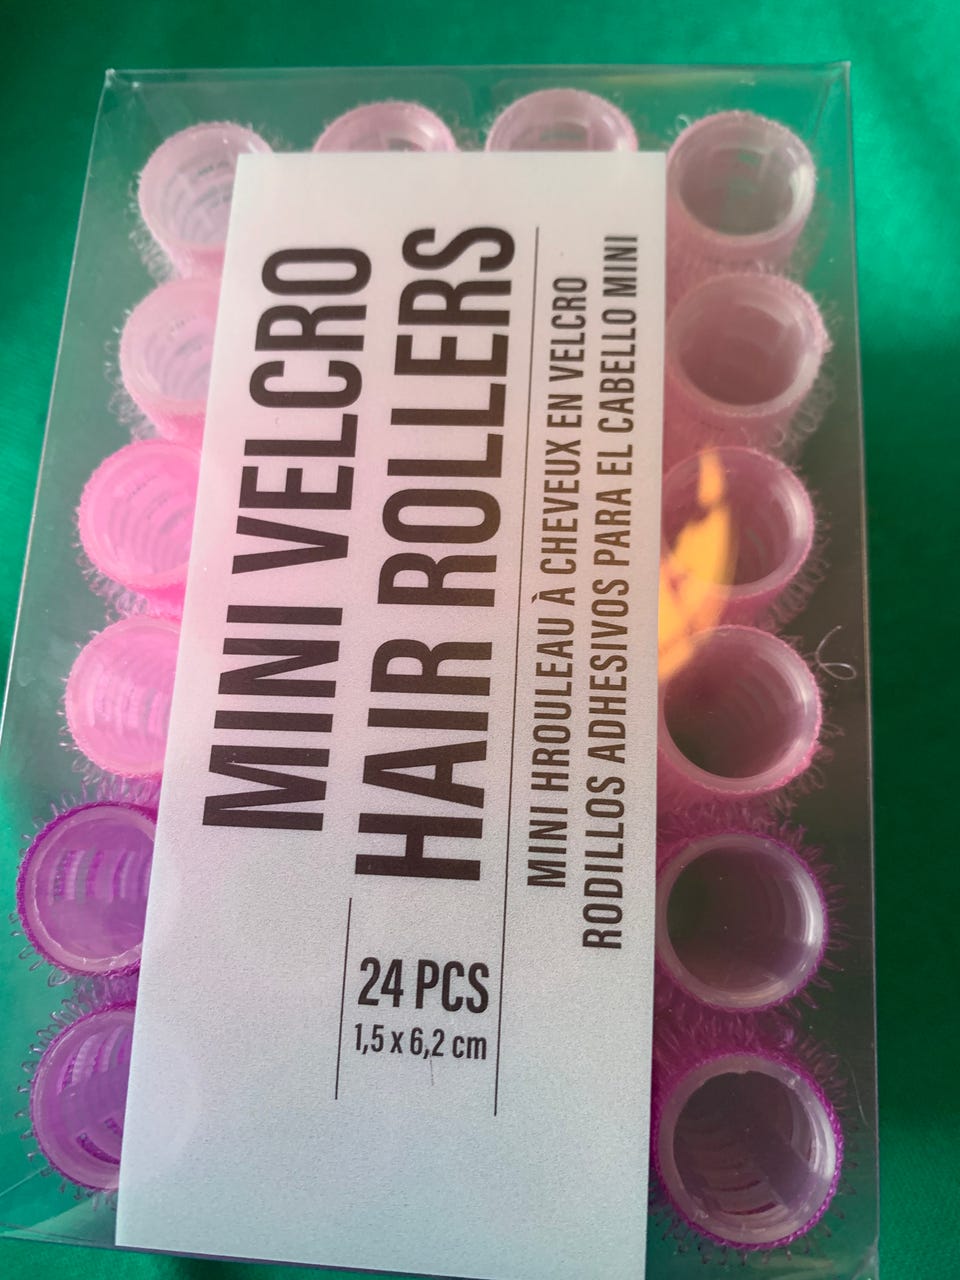 MINI VELCRO
HAIR ROLLERS
MINI HROULEAU À CHEVEUX EN VELCRO
RODILLOS ADHESIVOS PARA EL CABELLO MINI
24 PCS
1,5 x 6,2 cm